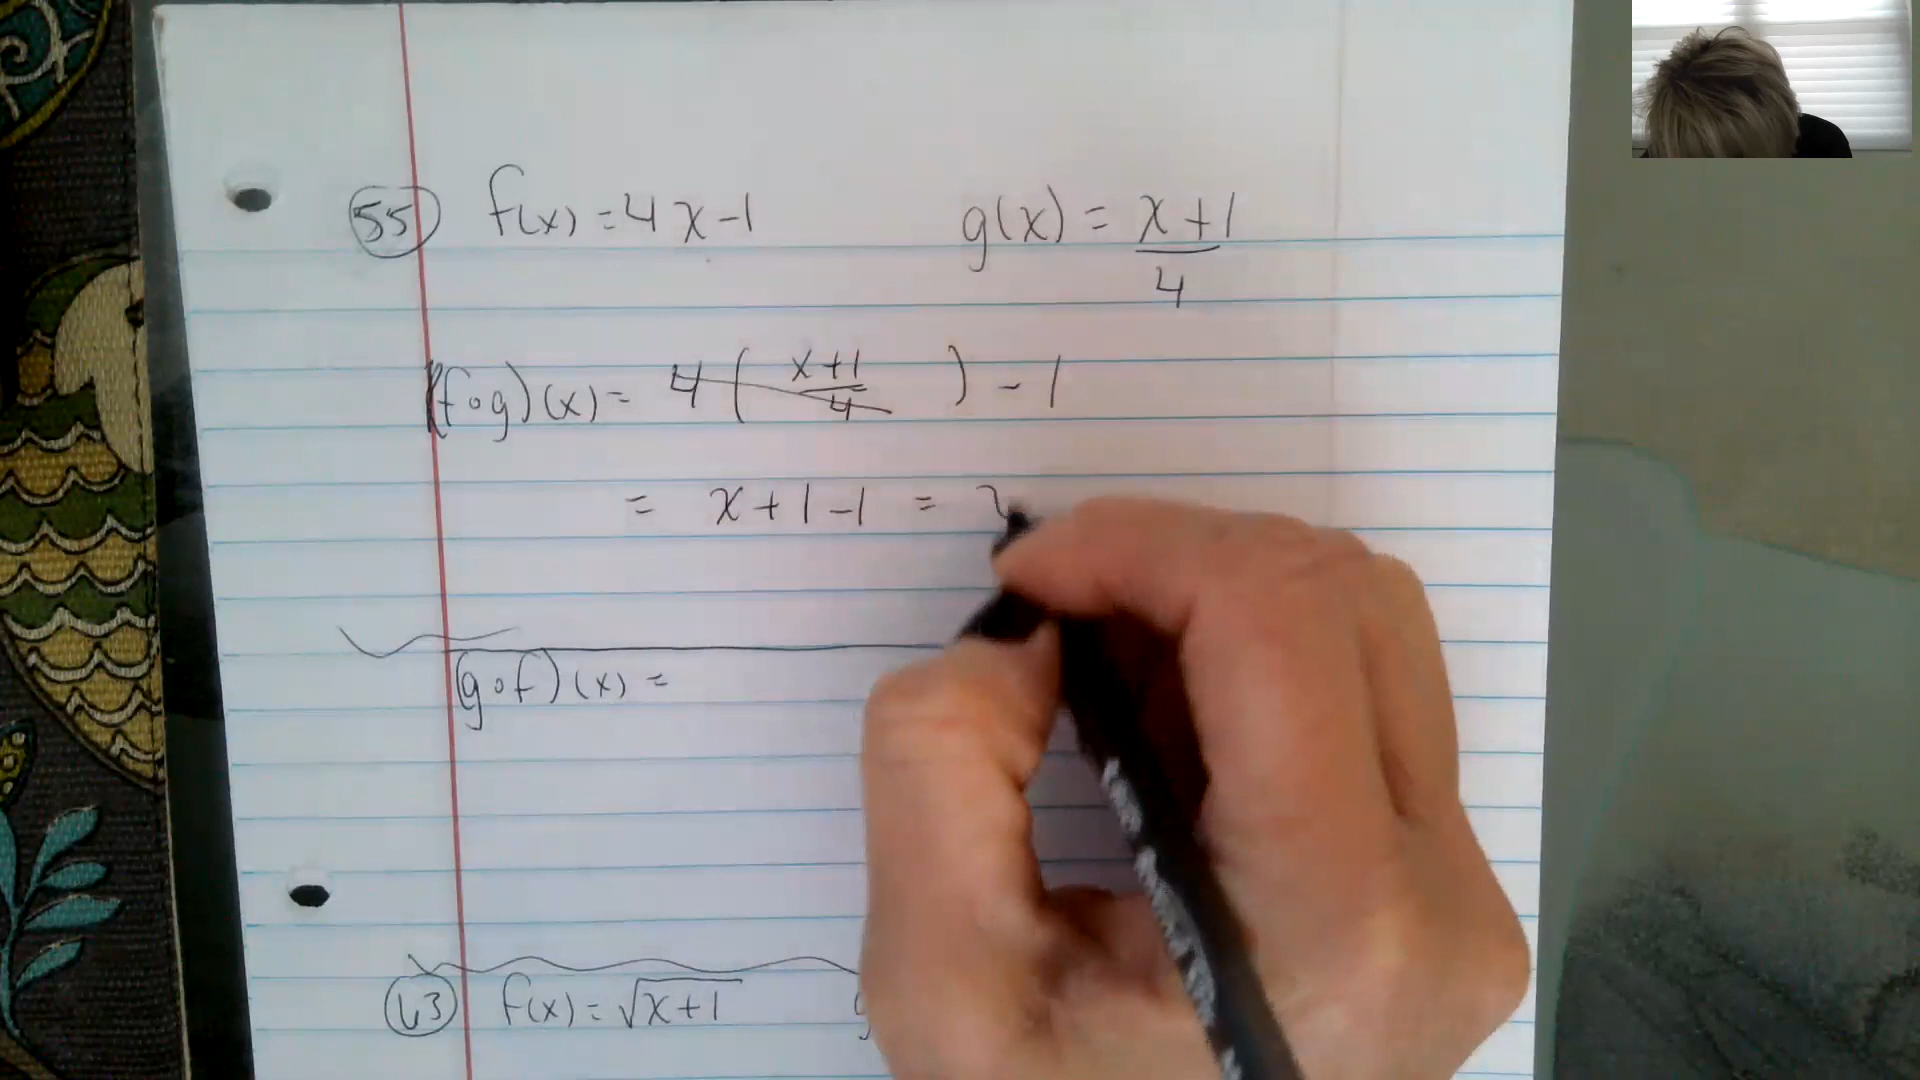 55 f(x) = 4x-1 g(x) = x+1/4
(f∘g)(x) = 4(x+1/4) - 1
= x+1-1 =
(g∘f)(x) =
63 f(x) = √x+1